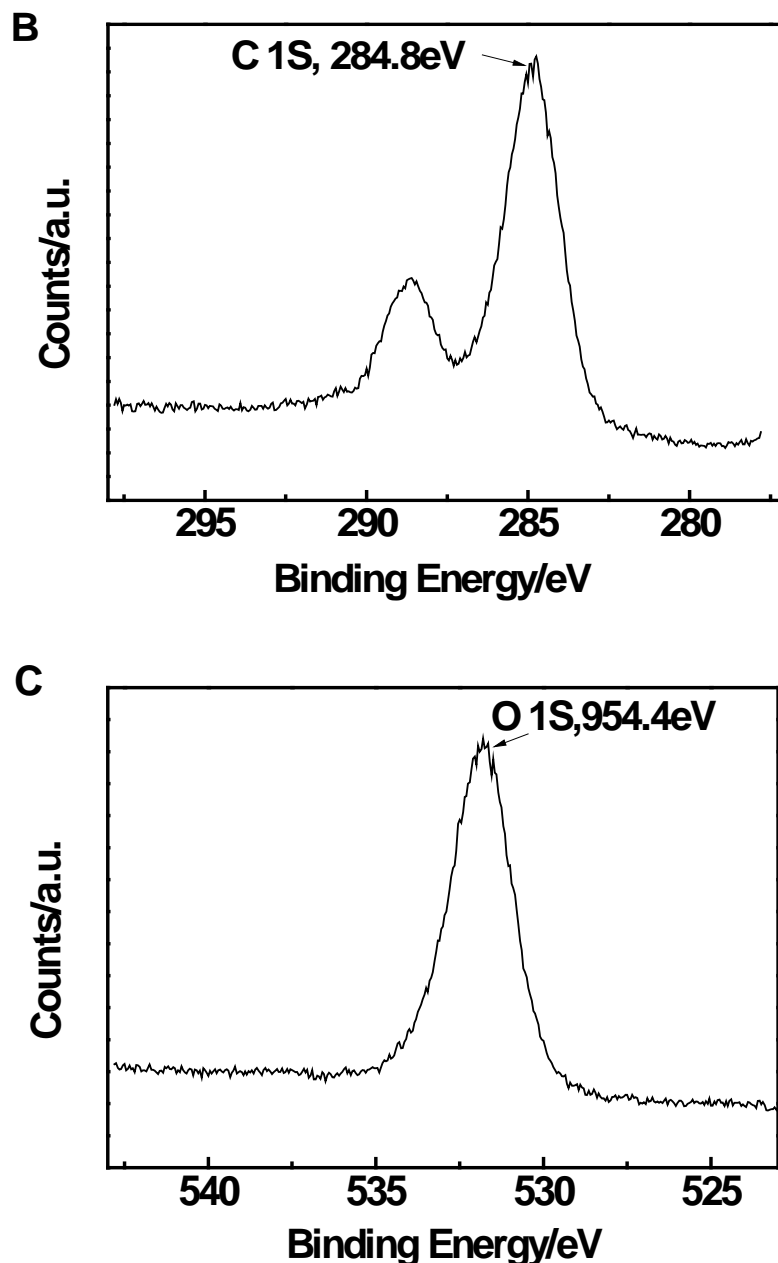 B
C 1S, 284.8eV
Counts/a.u.
295 290 285 280
Binding Energy/eV
C
O 1S,954.4eV
Counts/a.u.
540 535 530 525
Binding Energy/eV